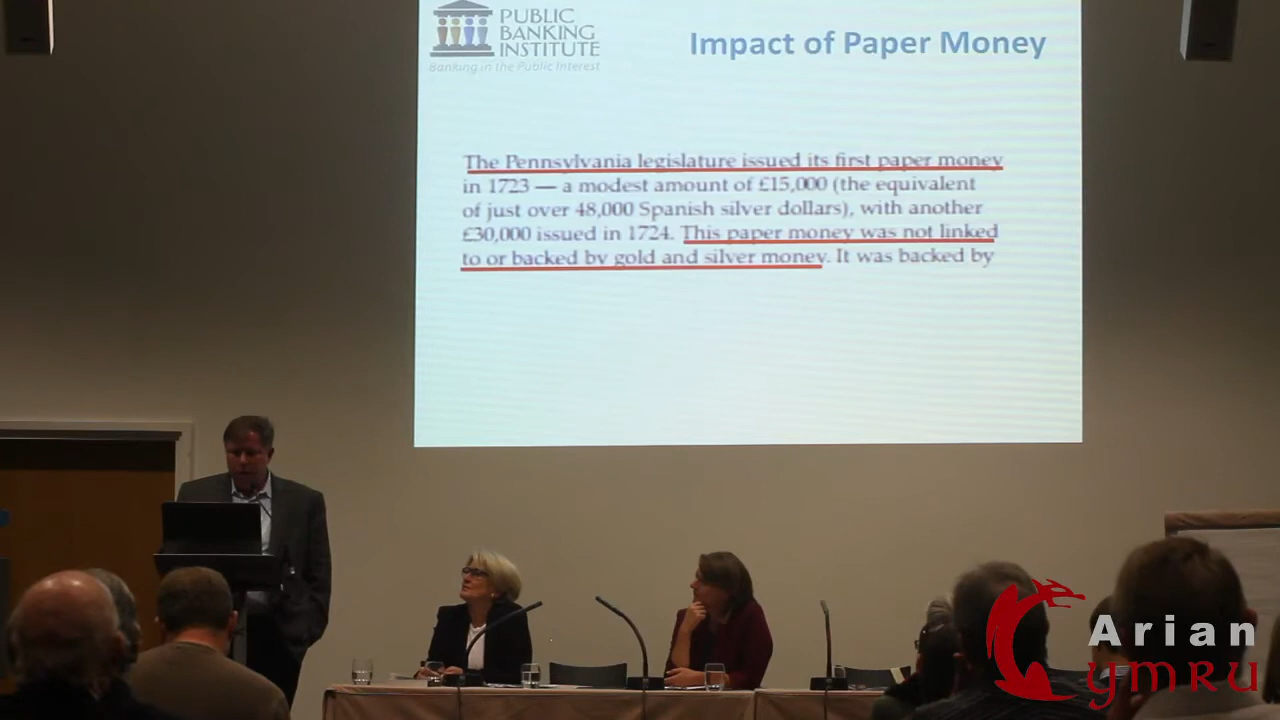 PUBLIC
BANKING
INSTITUTE
Banking in the Public Interest
Impact of Paper Money
The Pennsylvania legislature issued its first paper money
in 1723 — a modest amount of £15,000 (the equivalent
of just over 48,000 Spanish silver dollars), with another
£30,000 issued in 1724. This paper money was not linked
to or backed by gold and silver money. It was backed by
Arian
Cymru